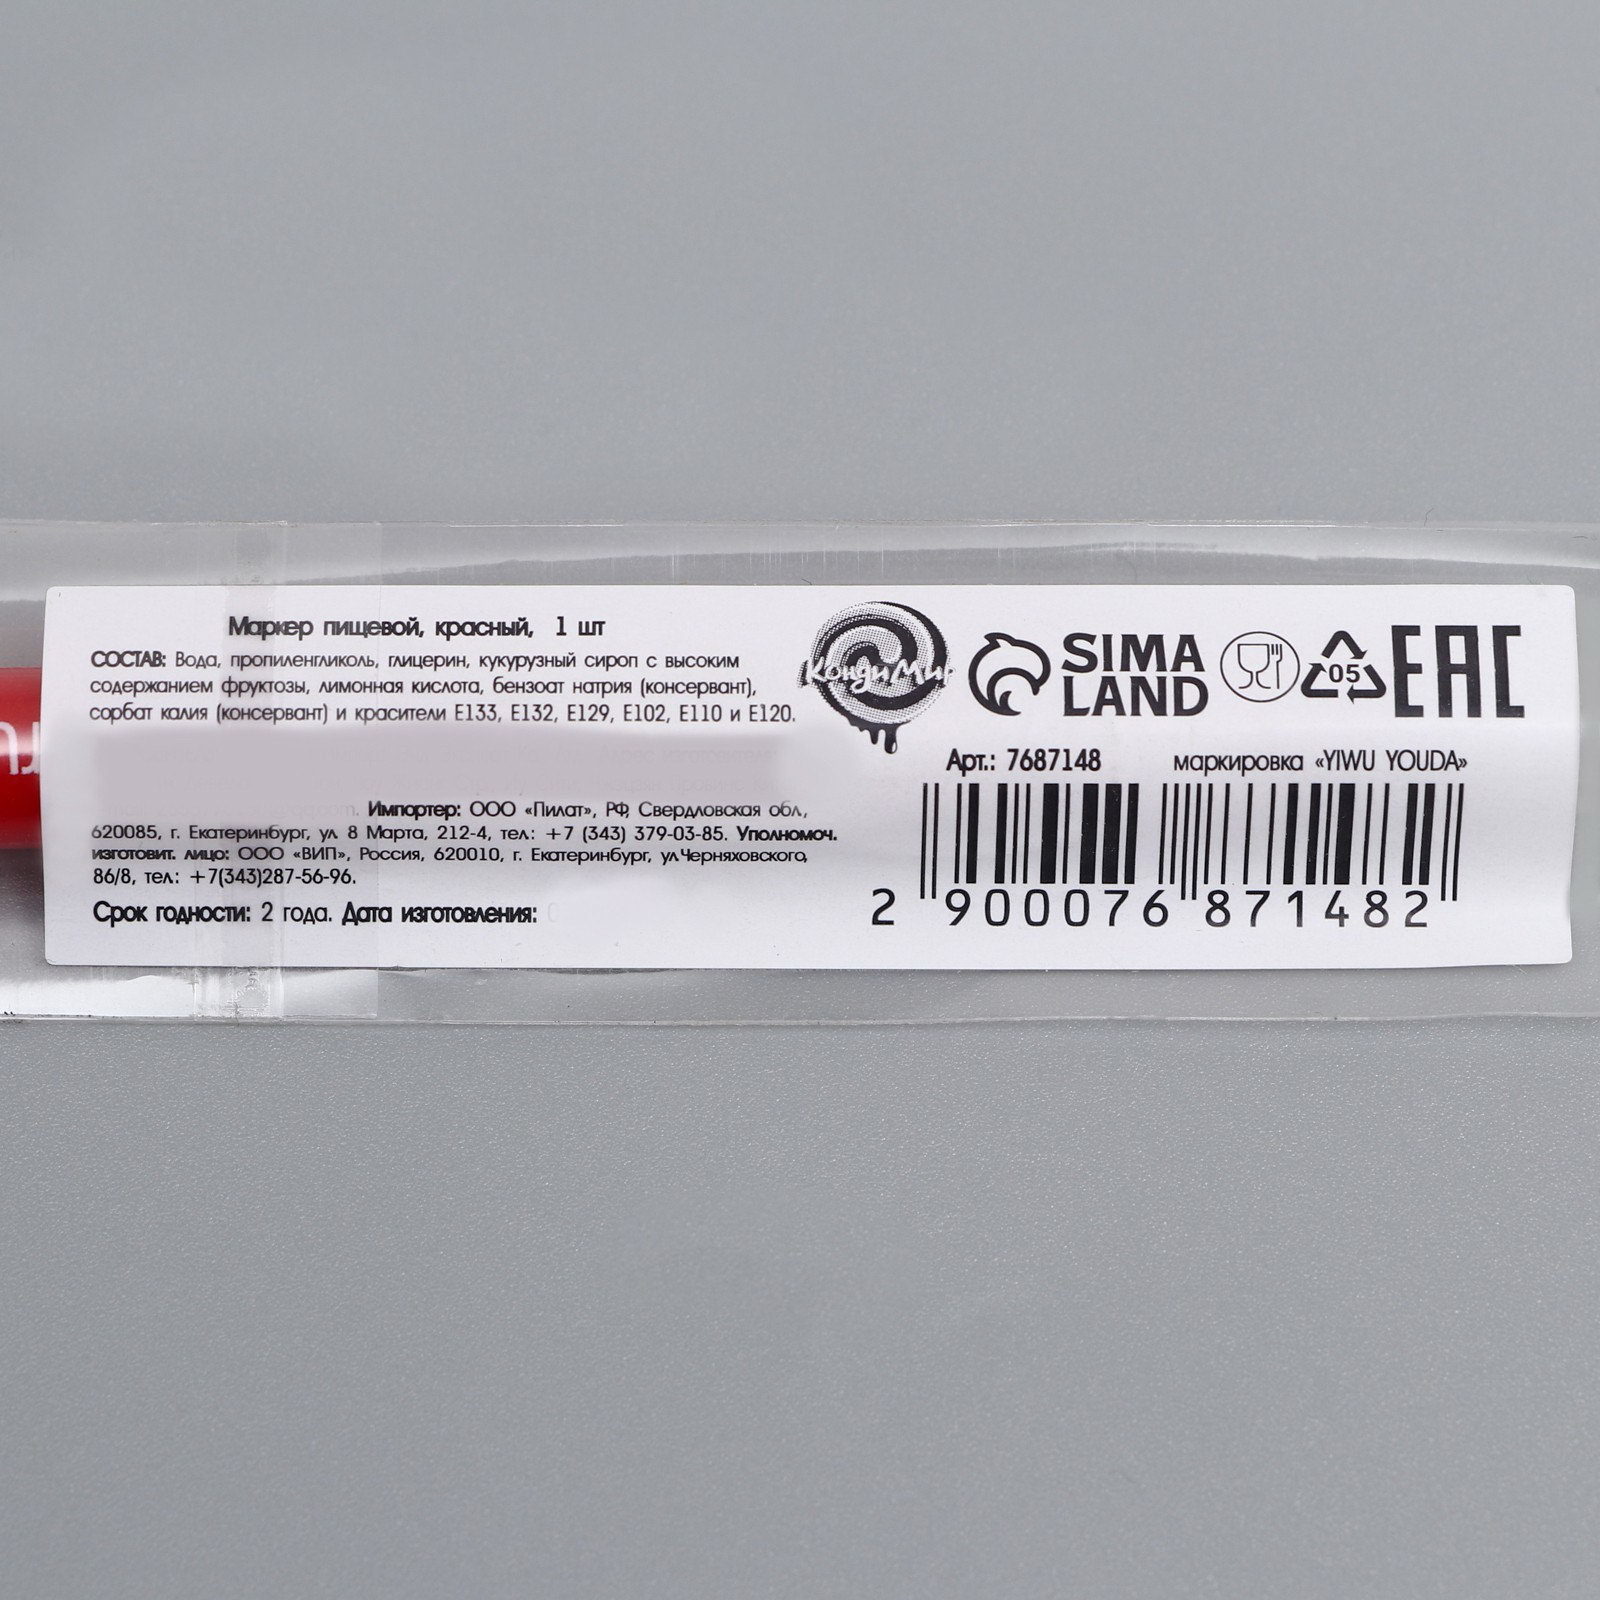 Маркер пищевой, красный, 1 шт
СОСТАВ: Вода, пропиленгликоль, глицерин, кукурузный сироп с высоким
содержанием фруктозы, лимонная кислота, бензоат натрия (консервант),
сорбат калия (консервант) и красители Е133, Е132, Е129, Е102, Е110 и Е120.
Импортер: ООО «Пилат», РФ, Свердловская обл.,
620085, г. Екатеринбург, ул. 8 Марта, 212-4, тел: +7 (343) 379-03-85. Уполномоч.
изготовит. лицо: ООО «ВИП», Россия, 620010, г. Екатеринбург, ул.Черняховского,
86/8, тел: +7(343)287-56-96.
Срок годности: 2 года. Дата изготовления:
КондиМир
SIMA
LAND
05
EAC
Арт.: 7687148 маркировка «YIWU YOUDA»
2 900076 871482